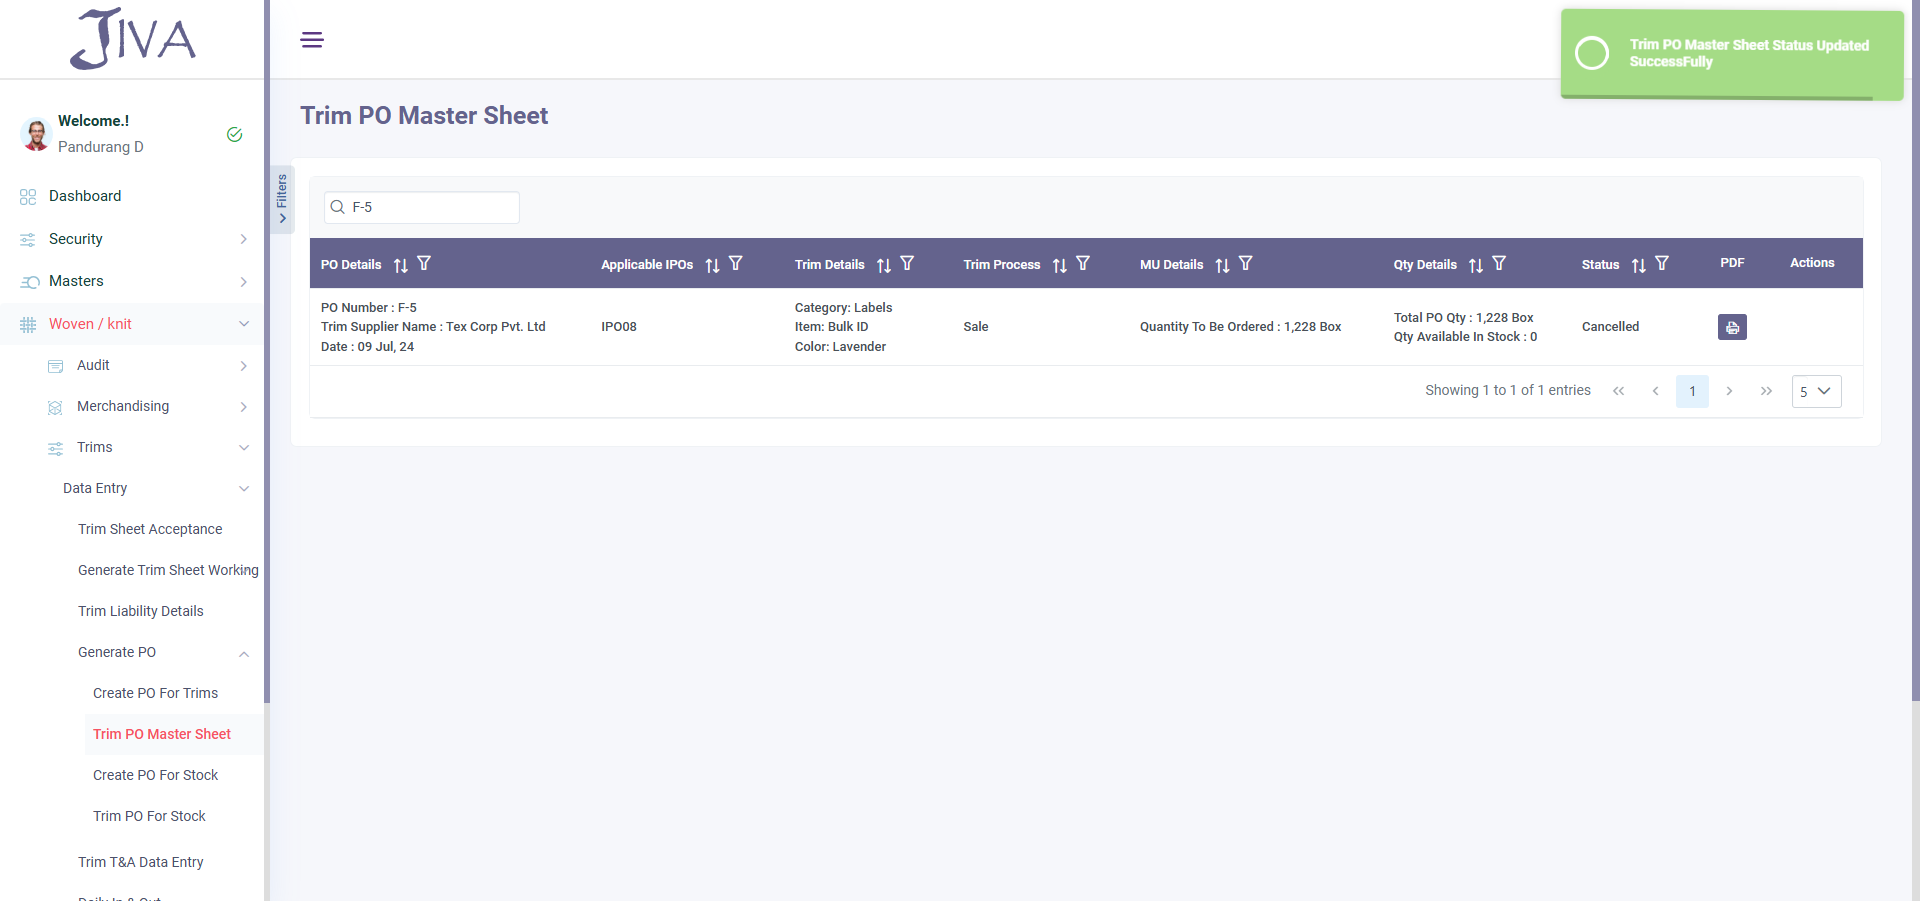 JIVA
Welcome.!
Pandurang D
Dashboard
Security
Masters
Woven / knit
Audit
Merchandising
Trims
Data Entry
Trim Sheet Acceptance
Generate Trim Sheet Working
Trim Liability Details
Generate PO
Create PO For Trims
Trim PO Master Sheet
Create PO For Stock
Trim PO For Stock
Trim T&A Data Entry
Trim PO Master Sheet Status Updated
SuccessFully
Trim PO Master Sheet
Filters
F-5
PO Details Applicable IPOs Trim Details Trim Process MU Details Qty Details Status PDF Actions
PO Number : F-5
Trim Supplier Name : Tex Corp Pvt. Ltd
Date : 09 Jul, 24
IPO08
Category: Labels
Item: Bulk ID
Color: Lavender
Sale
Quantity To Be Ordered : 1,228 Box
Total PO Qty : 1,228 Box
Qty Available In Stock : 0
Cancelled
Showing 1 to 1 of 1 entries
1
5